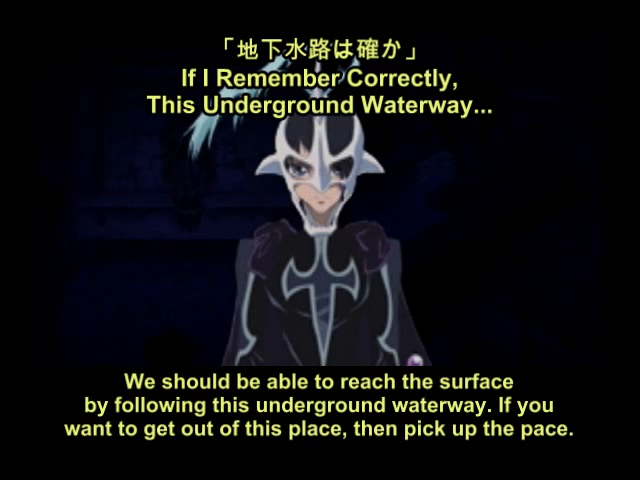 「地下水路は確か」
If I Remember Correctly,
This Underground Waterway...
We should be able to reach the surface
by following this underground waterway. If you
want to get out of this place, then pick up the pace.